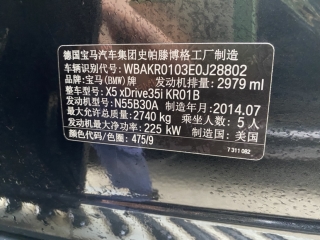 德国宝马汽车集团史帕滕博格工厂制造
车辆识别代号: WBAKR0103E0J28802
品牌: 宝马(BMW)牌 发动机排量: 2979 ml
整车型号: X5 xDrive35i KR01B
发动机型号: N55B30A 制造年月: 2014.07
最大允许总质量: 2740 kg 乘坐人数: 5 人
发动机最大净功率: 225 kW 制造国: 美国
颜色代码/色圈: 475/9
7 311 082